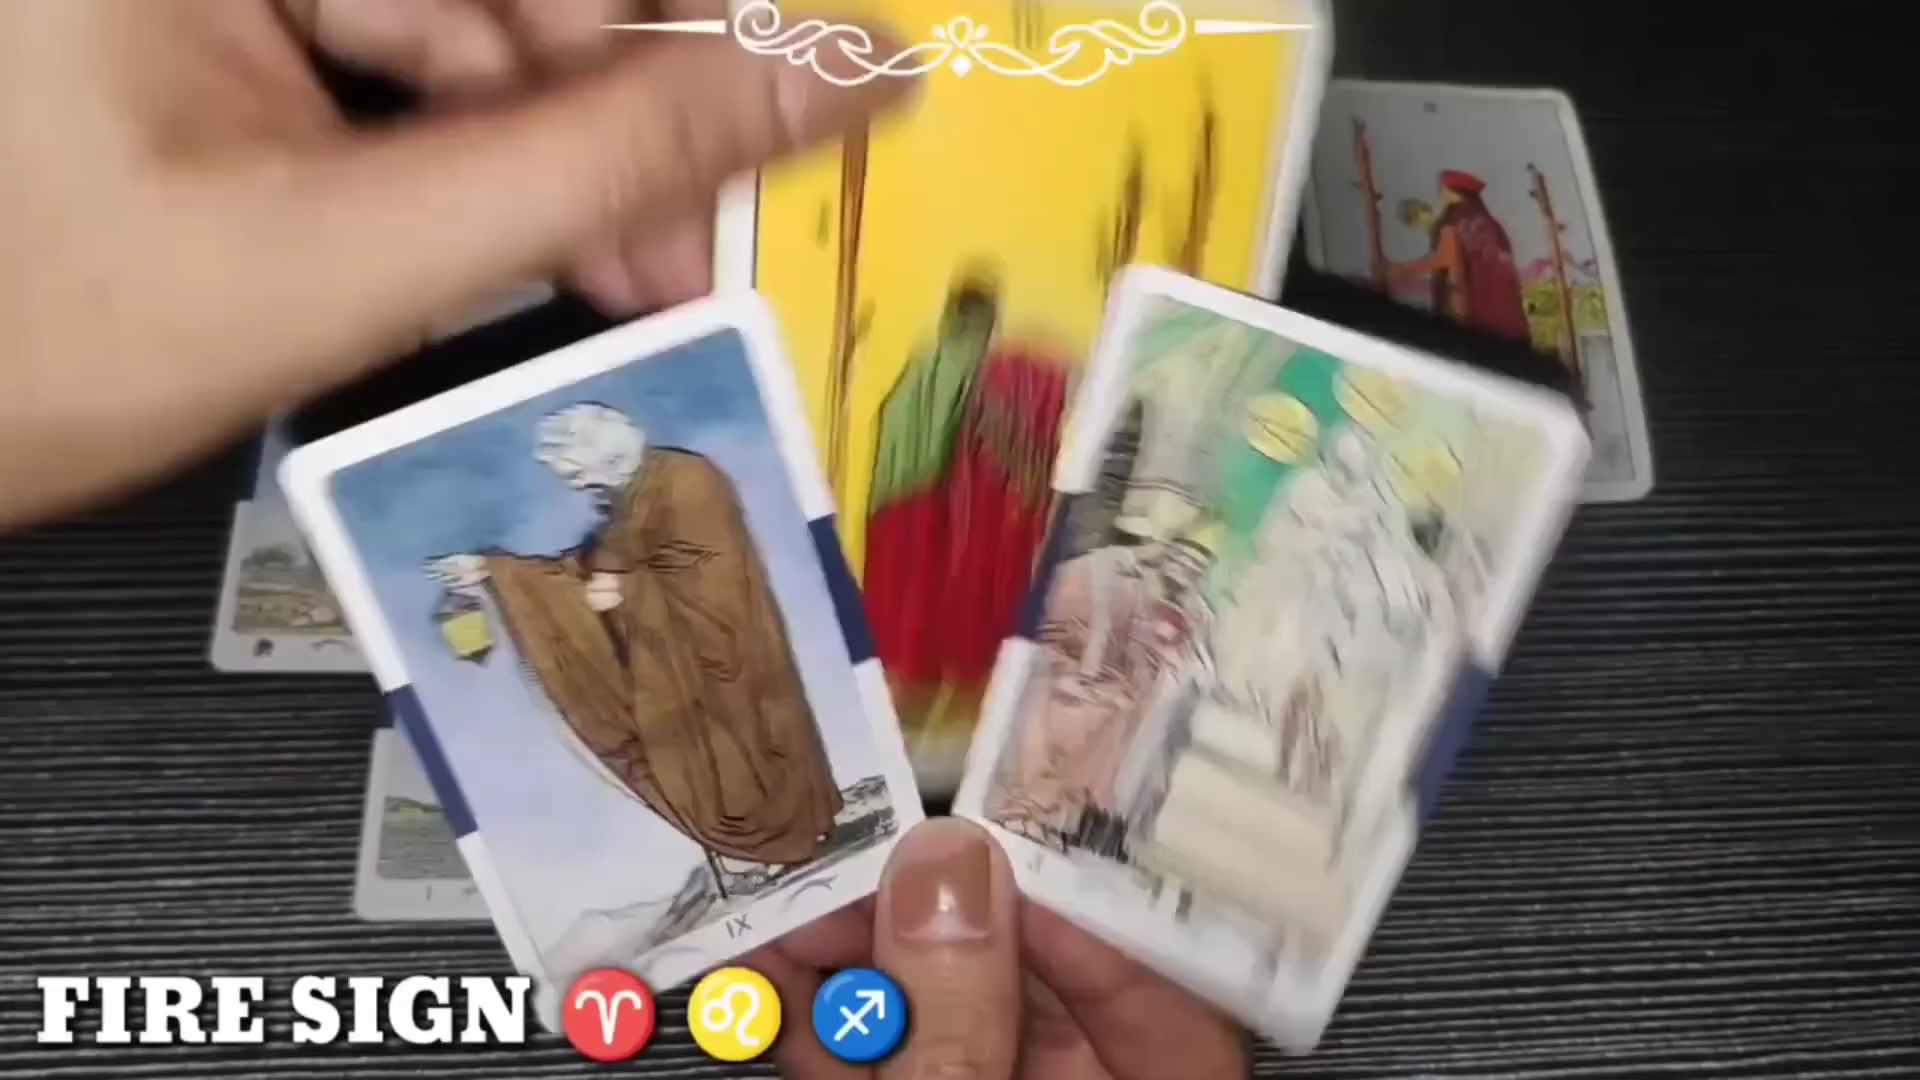 IX
FIRE SIGN ♈ ♌ ♐